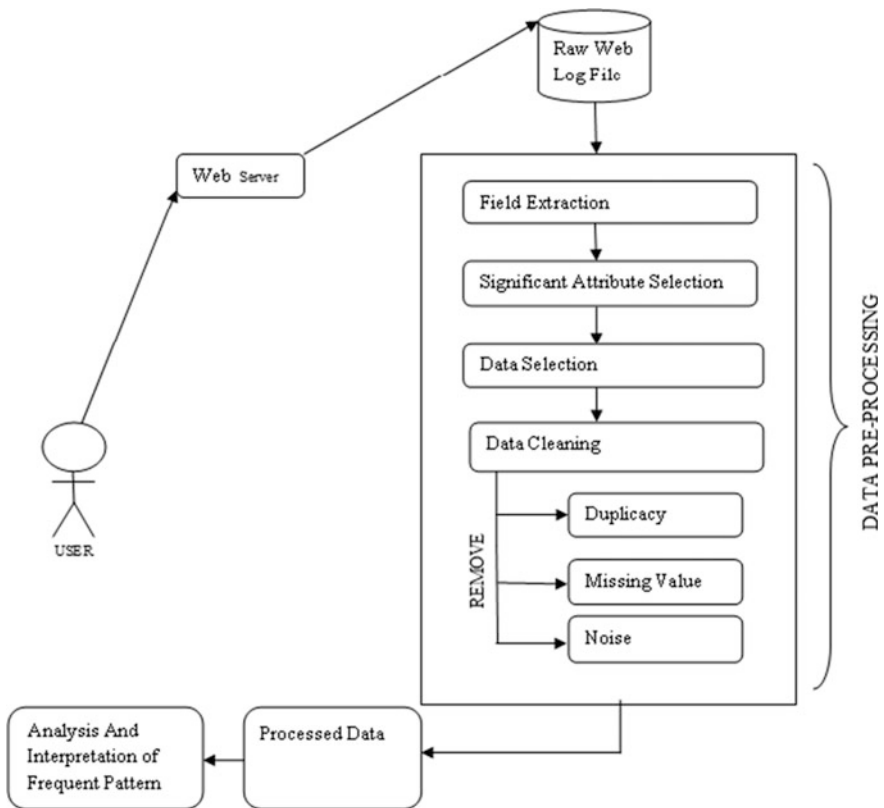 Raw Web
Log File
Web Server
Field Extraction
Significant Attribute Selection
Data Selection
Data Cleaning
REMOVE
Duplicacy
Missing Value
Noise
DATA PRE-PROCESSING
USER
Processed Data
Analysis And
Interpretation of
Frequent Pattern